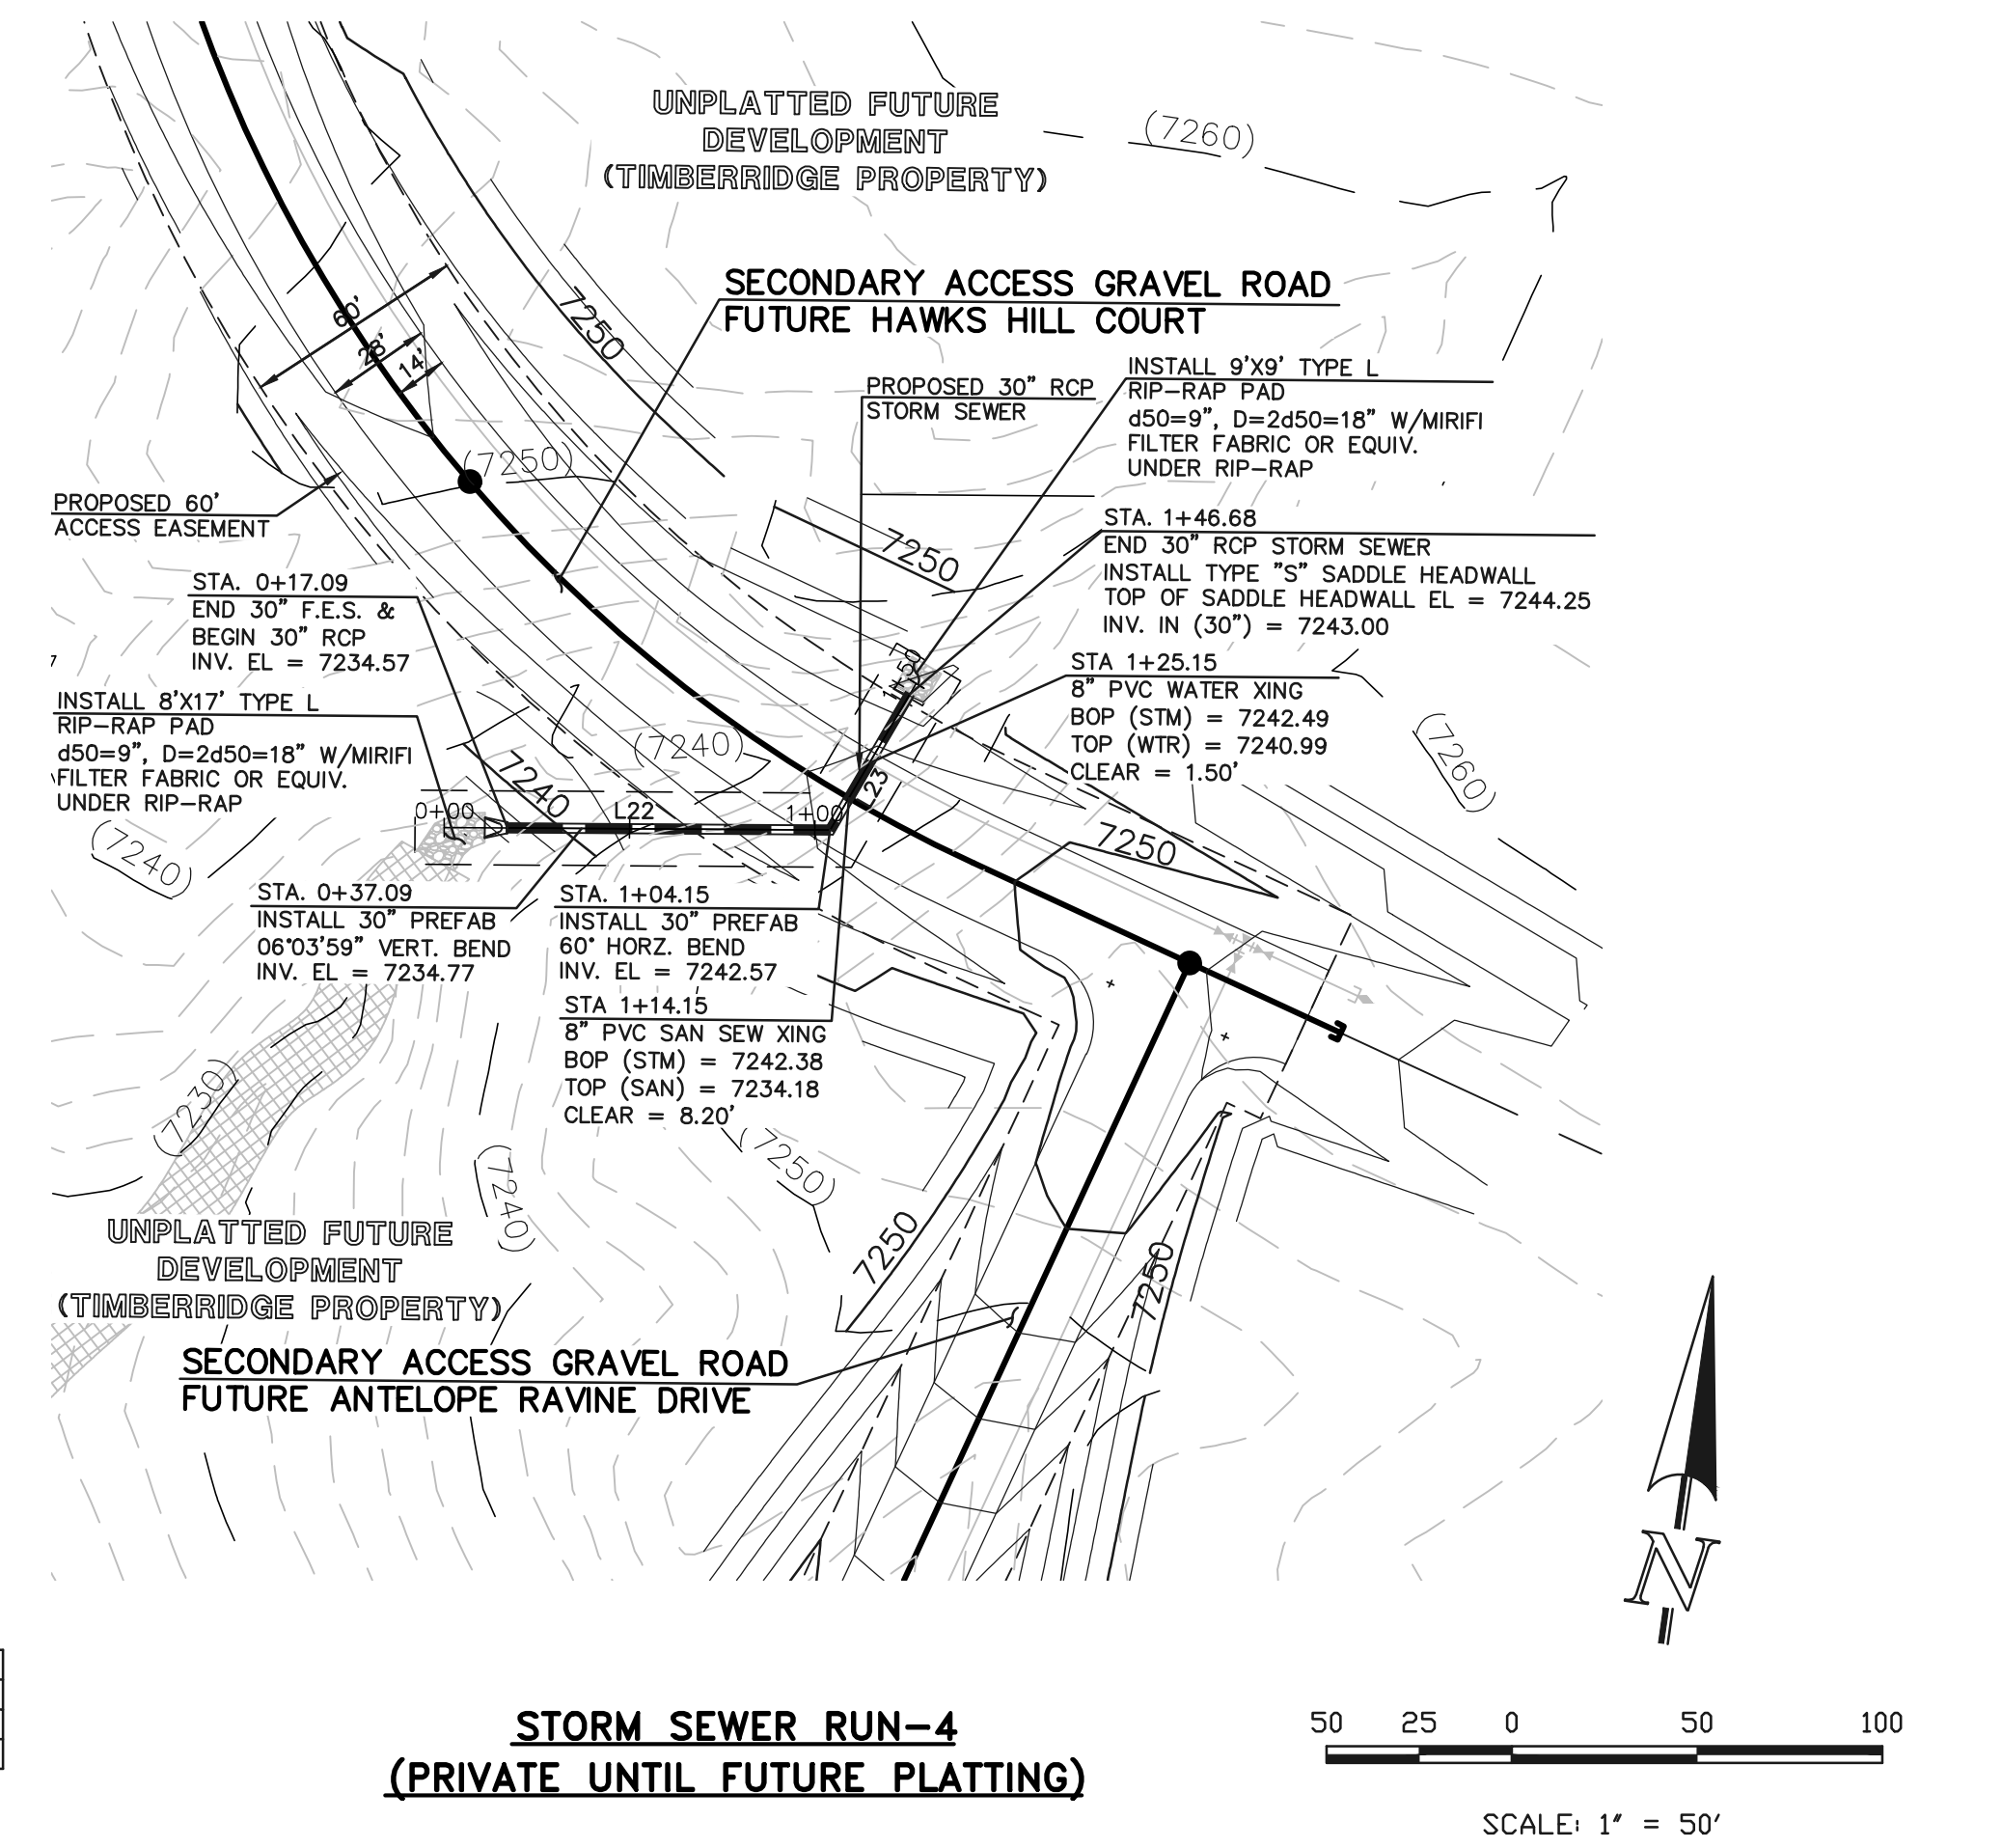 UNPLATTED FUTURE
DEVELOPMENT
(TIMBERRIDGE PROPERTY)
(7260)
SECONDARY ACCESS GRAVEL ROAD
FUTURE HAWKS HILL COURT
60'
28'
14'
7250
PROPOSED 30" RCP
STORM SEWER
INSTALL 9'X9' TYPE L
RIP-RAP PAD
d50=9", D=2d50=18" W/MIRIFI
FILTER FABRIC OR EQUIV.
UNDER RIP-RAP
(7250)
PROPOSED 60'
ACCESS EASEMENT
7250
STA. 1+46.68
END 30" RCP STORM SEWER
INSTALL TYPE "S" SADDLE HEADWALL
TOP OF SADDLE HEADWALL EL = 7244.25
INV. IN (30") = 7243.00
STA. 0+17.09
END 30" F.E.S. &
BEGIN 30" RCP
INV. EL = 7234.57
1+50
STA 1+25.15
8" PVC WATER XING
BOP (STM) = 7242.49
TOP (WTR) = 7240.99
CLEAR = 1.50'
INSTALL 8'X17' TYPE L
RIP-RAP PAD
d50=9", D=2d50=18" W/MIRIFI
FILTER FABRIC OR EQUIV.
UNDER RIP-RAP
(7240)
7240
(7260)
0+00
L22
1+00
23
7250
(7240)
STA. 0+37.09
INSTALL 30" PREFAB
06°03'59" VERT. BEND
INV. EL = 7234.77
STA. 1+04.15
INSTALL 30" PREFAB
60° HORZ. BEND
INV. EL = 7242.57
STA 1+14.15
8" PVC SAN SEW XING
BOP (STM) = 7242.38
TOP (SAN) = 7234.18
CLEAR = 8.20'
(7230)
(7240)
(7250)
7250
7250
UNPLATTED FUTURE
DEVELOPMENT
(TIMBERRIDGE PROPERTY)
SECONDARY ACCESS GRAVEL ROAD
FUTURE ANTELOPE RAVINE DRIVE
N
STORM SEWER RUN-4
(PRIVATE UNTIL FUTURE PLATTING)
50 25 0 50 100
SCALE: 1" = 50'